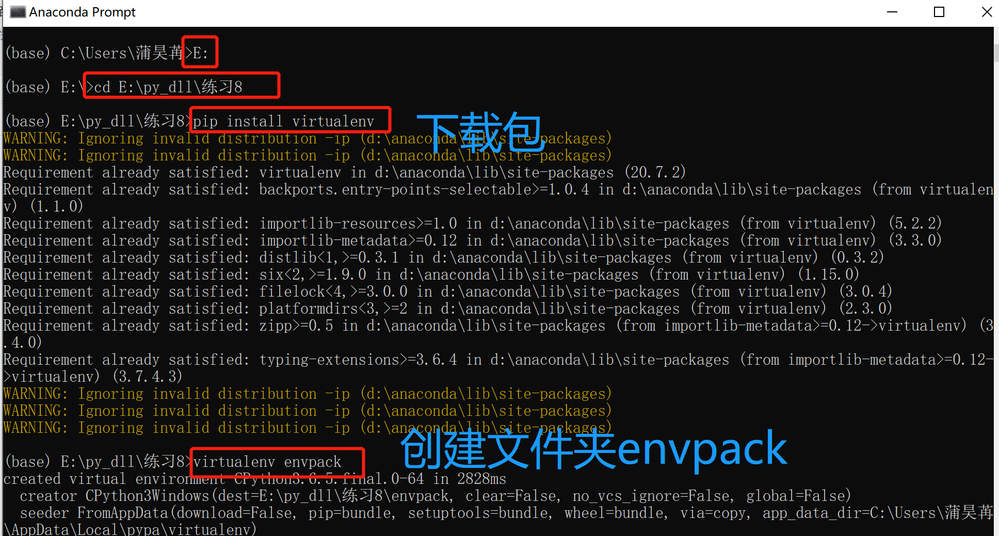 Anaconda Prompt
(base) C:\Users\蒲昊苒>E:
(base) E:\>cd E:\py_dll\练习8
(base) E:\py_dll\练习8>pip install virtualenv
下载包
WARNING: Ignoring invalid distribution -ip (d:\anaconda\lib\site-packages)
WARNING: Ignoring invalid distribution -ip (d:\anaconda\lib\site-packages)
Requirement already satisfied: virtualenv in d:\anaconda\lib\site-packages (20.7.2)
Requirement already satisfied: backports.entry-points-selectable>=1.0.4 in d:\anaconda\lib\site-packages (from virtualen
v) (1.1.0)
Requirement already satisfied: importlib-resources>=1.0 in d:\anaconda\lib\site-packages (from virtualenv) (5.2.2)
Requirement already satisfied: importlib-metadata>=0.12 in d:\anaconda\lib\site-packages (from virtualenv) (3.3.0)
Requirement already satisfied: distlib<1,>=0.3.1 in d:\anaconda\lib\site-packages (from virtualenv) (0.3.2)
Requirement already satisfied: six<2,>=1.9.0 in d:\anaconda\lib\site-packages (from virtualenv) (1.15.0)
Requirement already satisfied: filelock<4,>=3.0.0 in d:\anaconda\lib\site-packages (from virtualenv) (3.0.4)
Requirement already satisfied: platformdirs<3,>=2 in d:\anaconda\lib\site-packages (from virtualenv) (2.3.0)
Requirement already satisfied: zipp>=0.5 in d:\anaconda\lib\site-packages (from importlib-metadata>=0.12->virtualenv) (3
.4.0)
Requirement already satisfied: typing-extensions>=3.6.4 in d:\anaconda\lib\site-packages (from importlib-metadata>=0.12-
>virtualenv) (3.7.4.3)
WARNING: Ignoring invalid distribution -ip (d:\anaconda\lib\site-packages)
WARNING: Ignoring invalid distribution -ip (d:\anaconda\lib\site-packages)
WARNING: Ignoring invalid distribution -ip (d:\anaconda\lib\site-packages)
创建文件夹envpack
(base) E:\py_dll\练习8>virtualenv envpack
created virtual environment CPython3.6.5.final.0-64 in 2828ms
creator CPython3Windows(dest=E:\py_dll\练习8\envpack, clear=False, no_vcs_ignore=False, global=False)
seeder FromAppData(download=False, pip=bundle, setuptools=bundle, wheel=bundle, via=copy, app_data_dir=C:\Users\蒲昊苒
\AppData\Local\pypa\virtualenv)